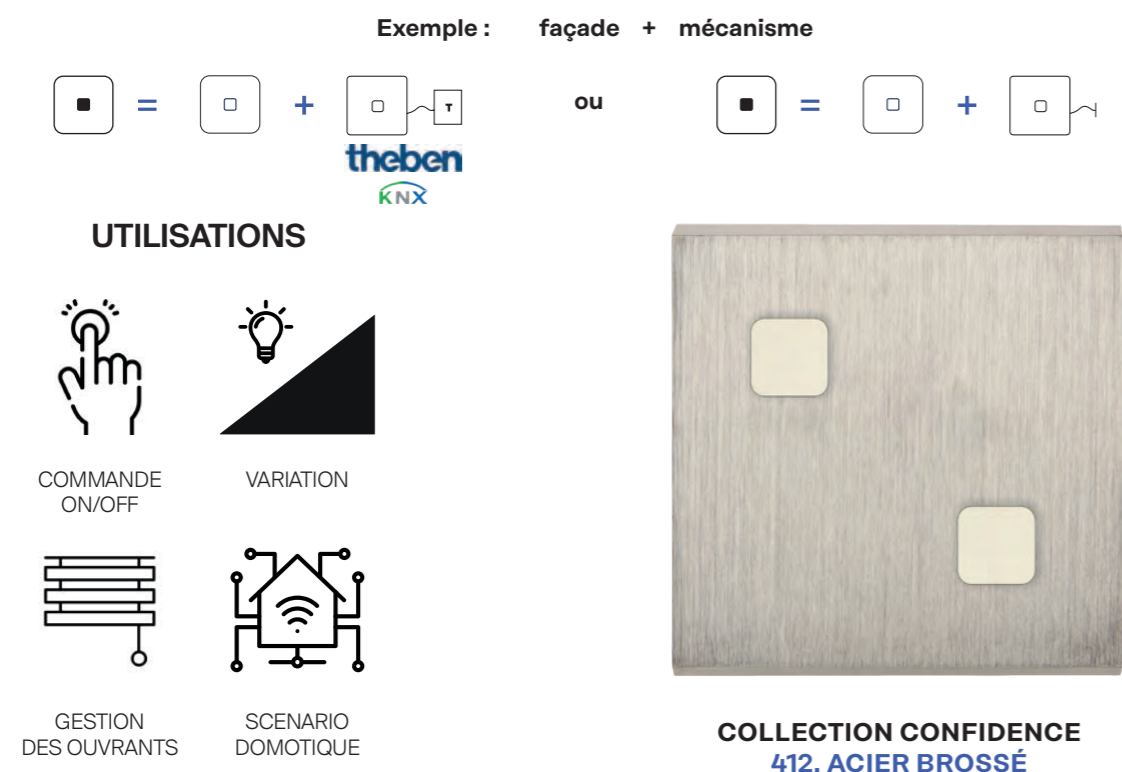 Exemple : façade + mécanisme
= + T
ou
= +
theben
KNX
UTILISATIONS
COMMANDE
ON/OFF
VARIATION
GESTION
DES OUVRANTS
SCENARIO
DOMOTIQUE
COLLECTION CONFIDENCE
412. ACIER BROSSÉ